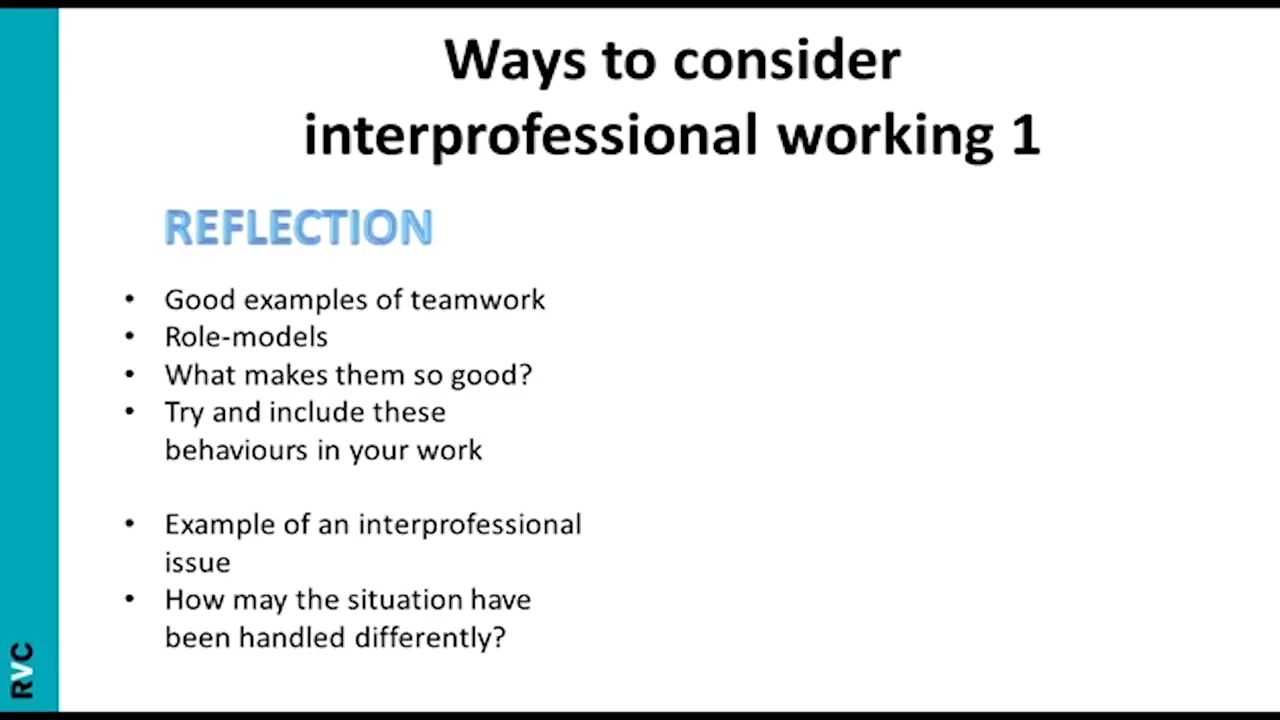 Ways to consider
interprofessional working 1
REFLECTION
• Good examples of teamwork
• Role-models
• What makes them so good?
• Try and include these
behaviours in your work
• Example of an interprofessional
issue
• How may the situation have
been handled differently?
RVC